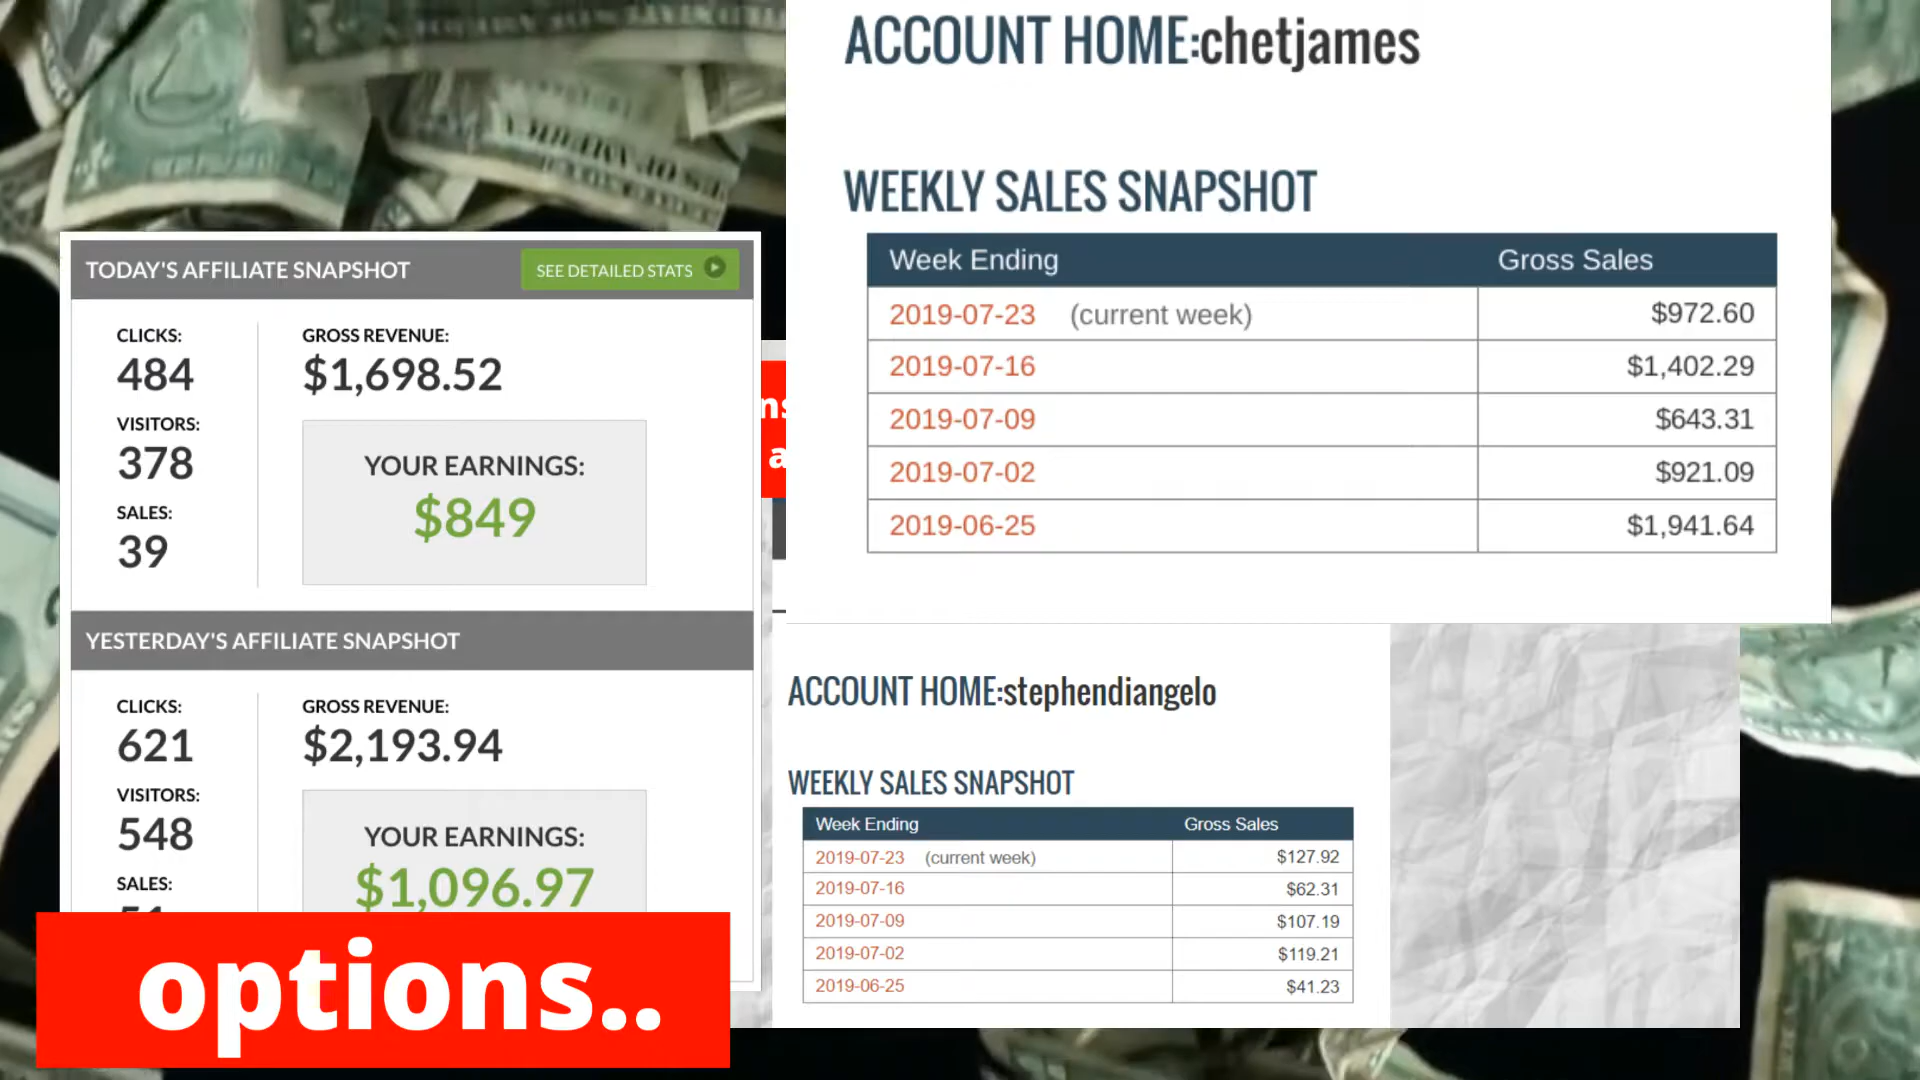 TODAY'S AFFILIATE SNAPSHOT
SEE DETAILED STATS
CLICKS:
484
VISITORS:
378
SALES:
39
GROSS REVENUE:
$1,698.52
YOUR EARNINGS:
$849
YESTERDAY'S AFFILIATE SNAPSHOT
CLICKS:
621
VISITORS:
548
SALES:
GROSS REVENUE:
$2,193.94
YOUR EARNINGS:
$1,096.97
options..
ACCOUNT HOME:chetjames
WEEKLY SALES SNAPSHOT
Week Ending Gross Sales
2019-07-23 (current week) $972.60
2019-07-16 $1,402.29
2019-07-09 $643.31
2019-07-02 $921.09
2019-06-25 $1,941.64
ACCOUNT HOME:stephendiangelo
WEEKLY SALES SNAPSHOT
Week Ending Gross Sales
2019-07-23 (current week) $127.92
2019-07-16 $62.31
2019-07-09 $107.19
2019-07-02 $119.21
2019-06-25 $41.23